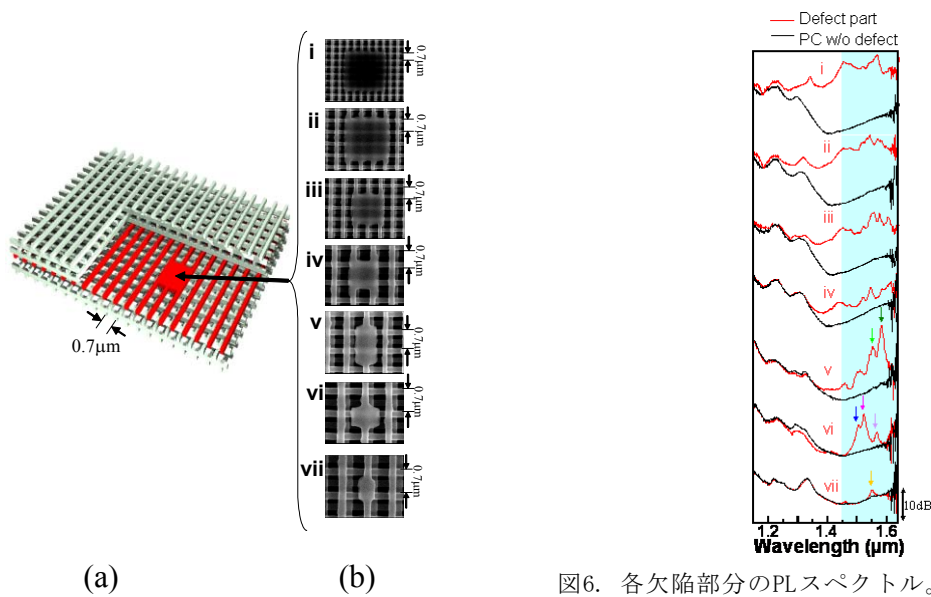 i
0.7μm
ii
0.7μm
iii
0.7μm
iv
0.7μm
v
0.7μm
vi
0.7μm
vii
0.7μm
0.7μm
(a)
(b)
Defect part
PC w/o defect
i
ii
iii
iv
v
vi
vii
10dB
1.2
1.4
1.6
Wavelength (μm)
図6. 各欠陥部分のPLスペクトル。